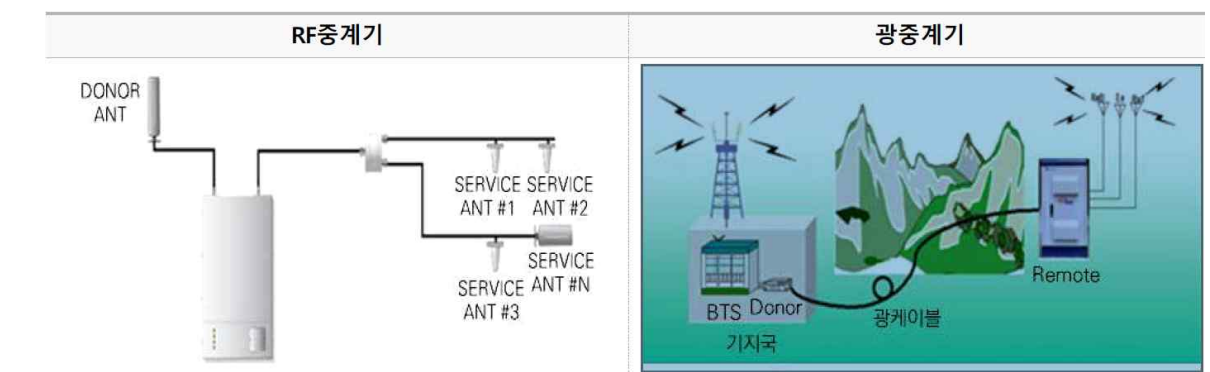 RF중계기
광중계기
DONOR
ANT
SERVICE SERVICE
ANT #1 ANT #2
SERVICE
ANT #N
SERVICE
ANT #3
BTS Donor
기지국
광케이블
Remote